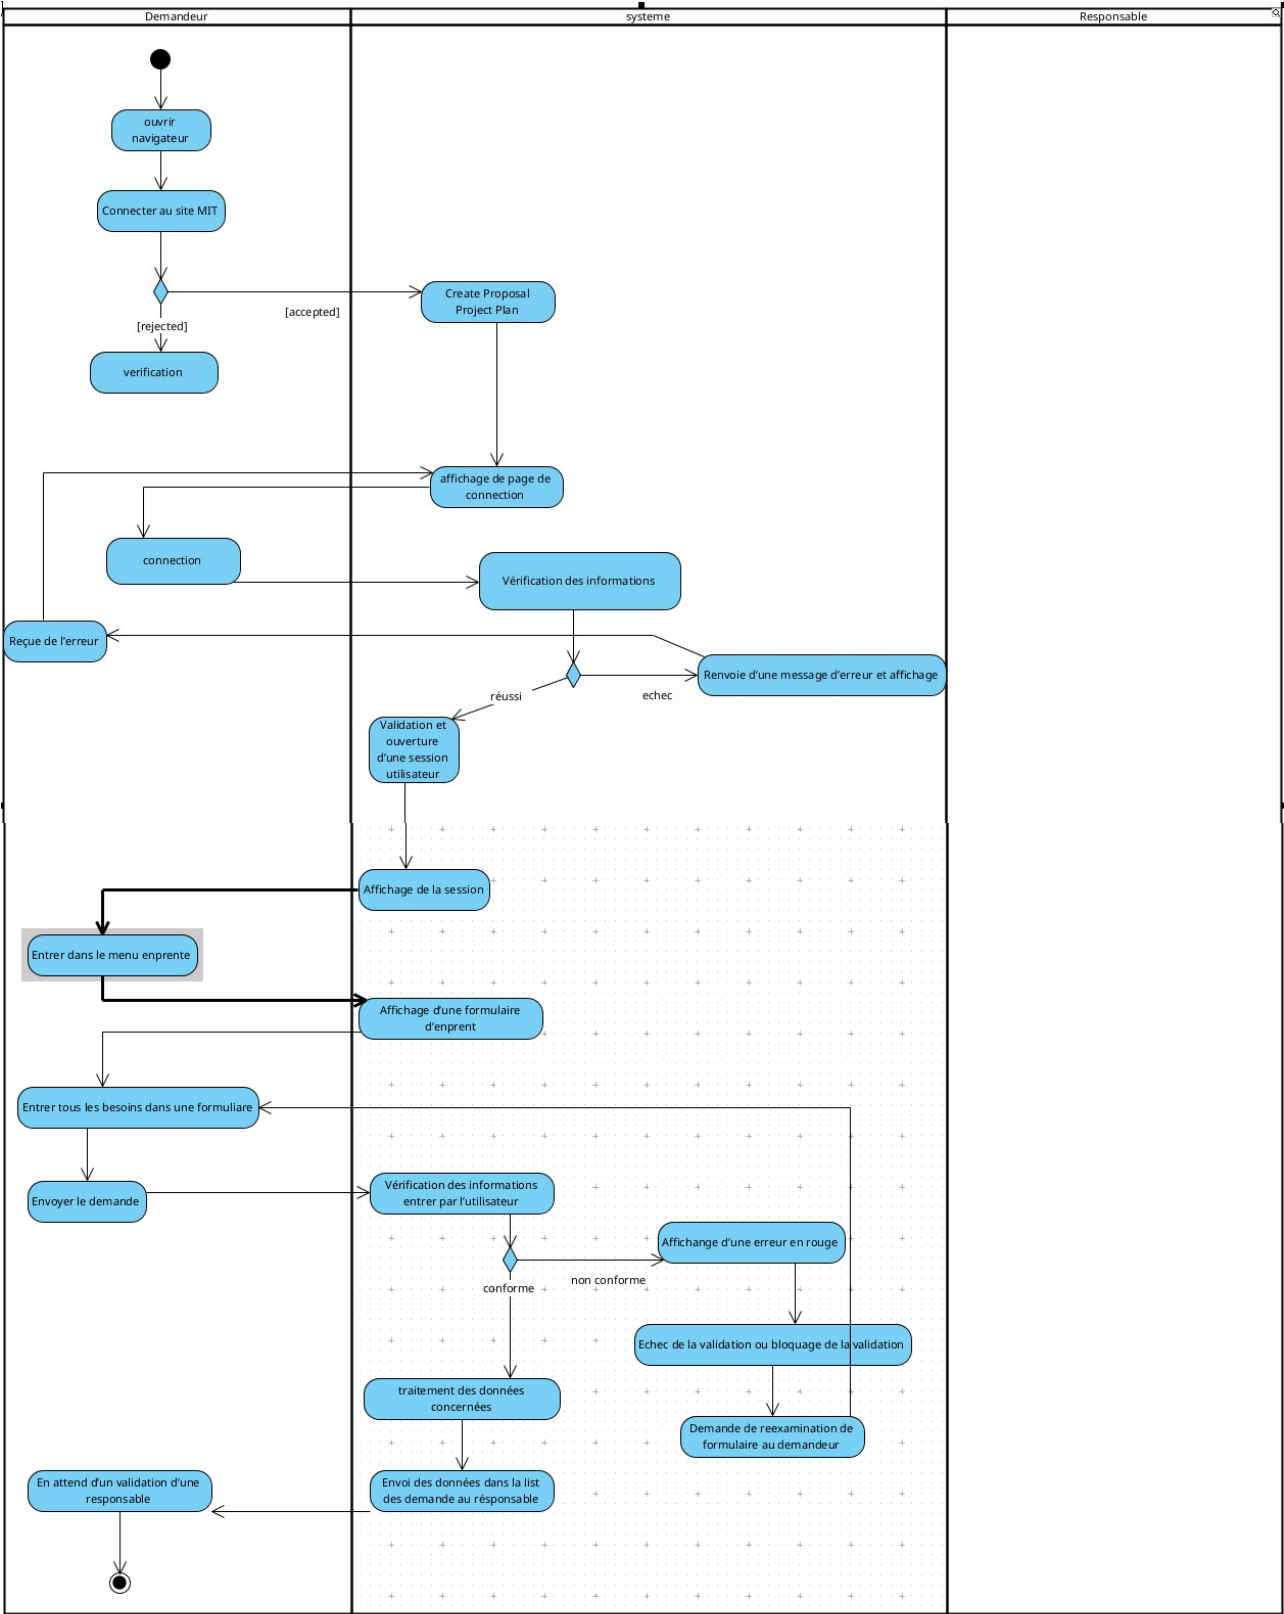 Demandeur
systeme
Responsable
ouvrir
navigateur
Connecter au site MIT
Create Proposal
Project Plan
[accepted]
[rejected]
verification
affichage de page de
connection
connection
Vérification des informations
Reçue de l'erreur
Renvoie d'une message d'erreur et affichage
réussi
echec
Validation et
ouverture
d'une session
utilisateur
Affichage de la session
Entrer dans le menu enprente
Affichage d'une formulaire
d'enprent
Entrer tous les besoins dans une formuliare
Envoyer le demande
Vérification des informations
entrer par l'utilisateur
Affichange d'une erreur en rouge
non conforme
conforme
Echec de la validation ou bloquage de la validation
traitement des données
concernées
Demande de reexamination de
formulaire au demandeur
En attend d'un validation d'une
responsable
Envoi des données dans la list
des demande au résponsable